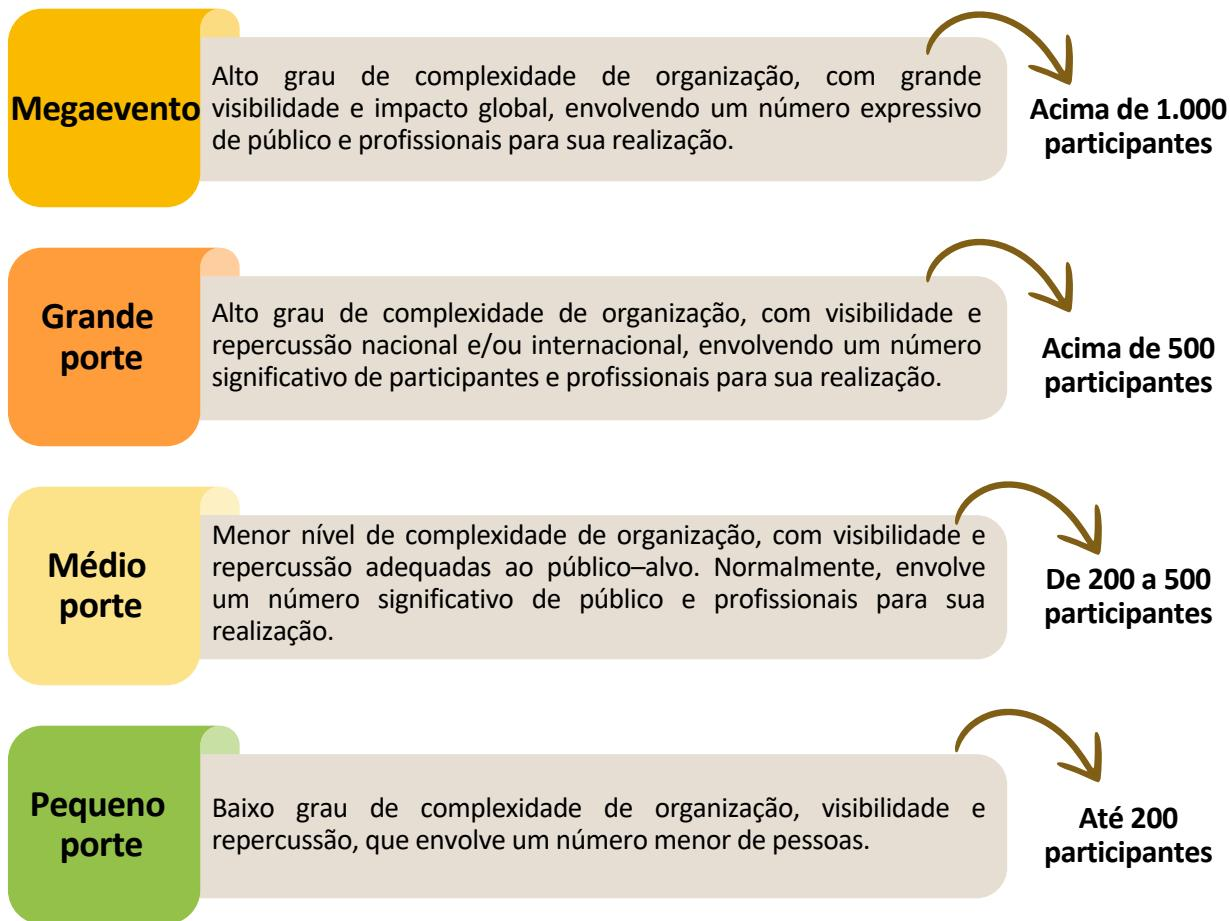 Megaevento
Alto grau de complexidade de organização, com grande
visibilidade e impacto global, envolvendo um número expressivo
de público e profissionais para sua realização.
Acima de 1.000
participantes
Grande
porte
Alto grau de complexidade de organização, com visibilidade e
repercussão nacional e/ou internacional, envolvendo um número
significativo de participantes e profissionais para sua realização.
Acima de 500
participantes
Médio
porte
Menor nível de complexidade de organização, com visibilidade e
repercussão adequadas ao público–alvo. Normalmente, envolve
um número significativo de público e profissionais para sua
realização.
De 200 a 500
participantes
Pequeno
porte
Baixo grau de complexidade de organização, visibilidade e
repercussão, que envolve um número menor de pessoas.
Até 200
participantes